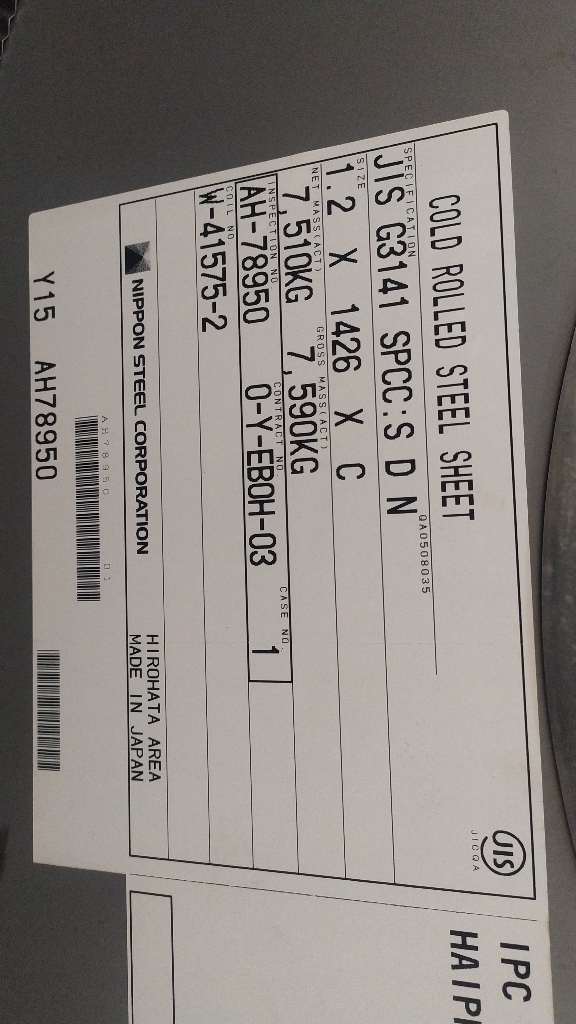 COLD ROLLED STEEL SHEET
JIS
JICQA
QA0508035
SPECIFICATION
JIS G3141 SPCC:S D N
SIZE
1.2 X 1426 X C
NET MASS(ACT) GROSS MASS(ACT)
7,510KG 7,590KG
INSPECTION NO CONTRACT NO CASE NO.
AH-78950 O-Y-EB0H-03 1
COIL NO
W-41575-2
NIPPON STEEL CORPORATION
HIROHATA AREA
MADE IN JAPAN
AH78950 01
Y15 AH78950
IPC